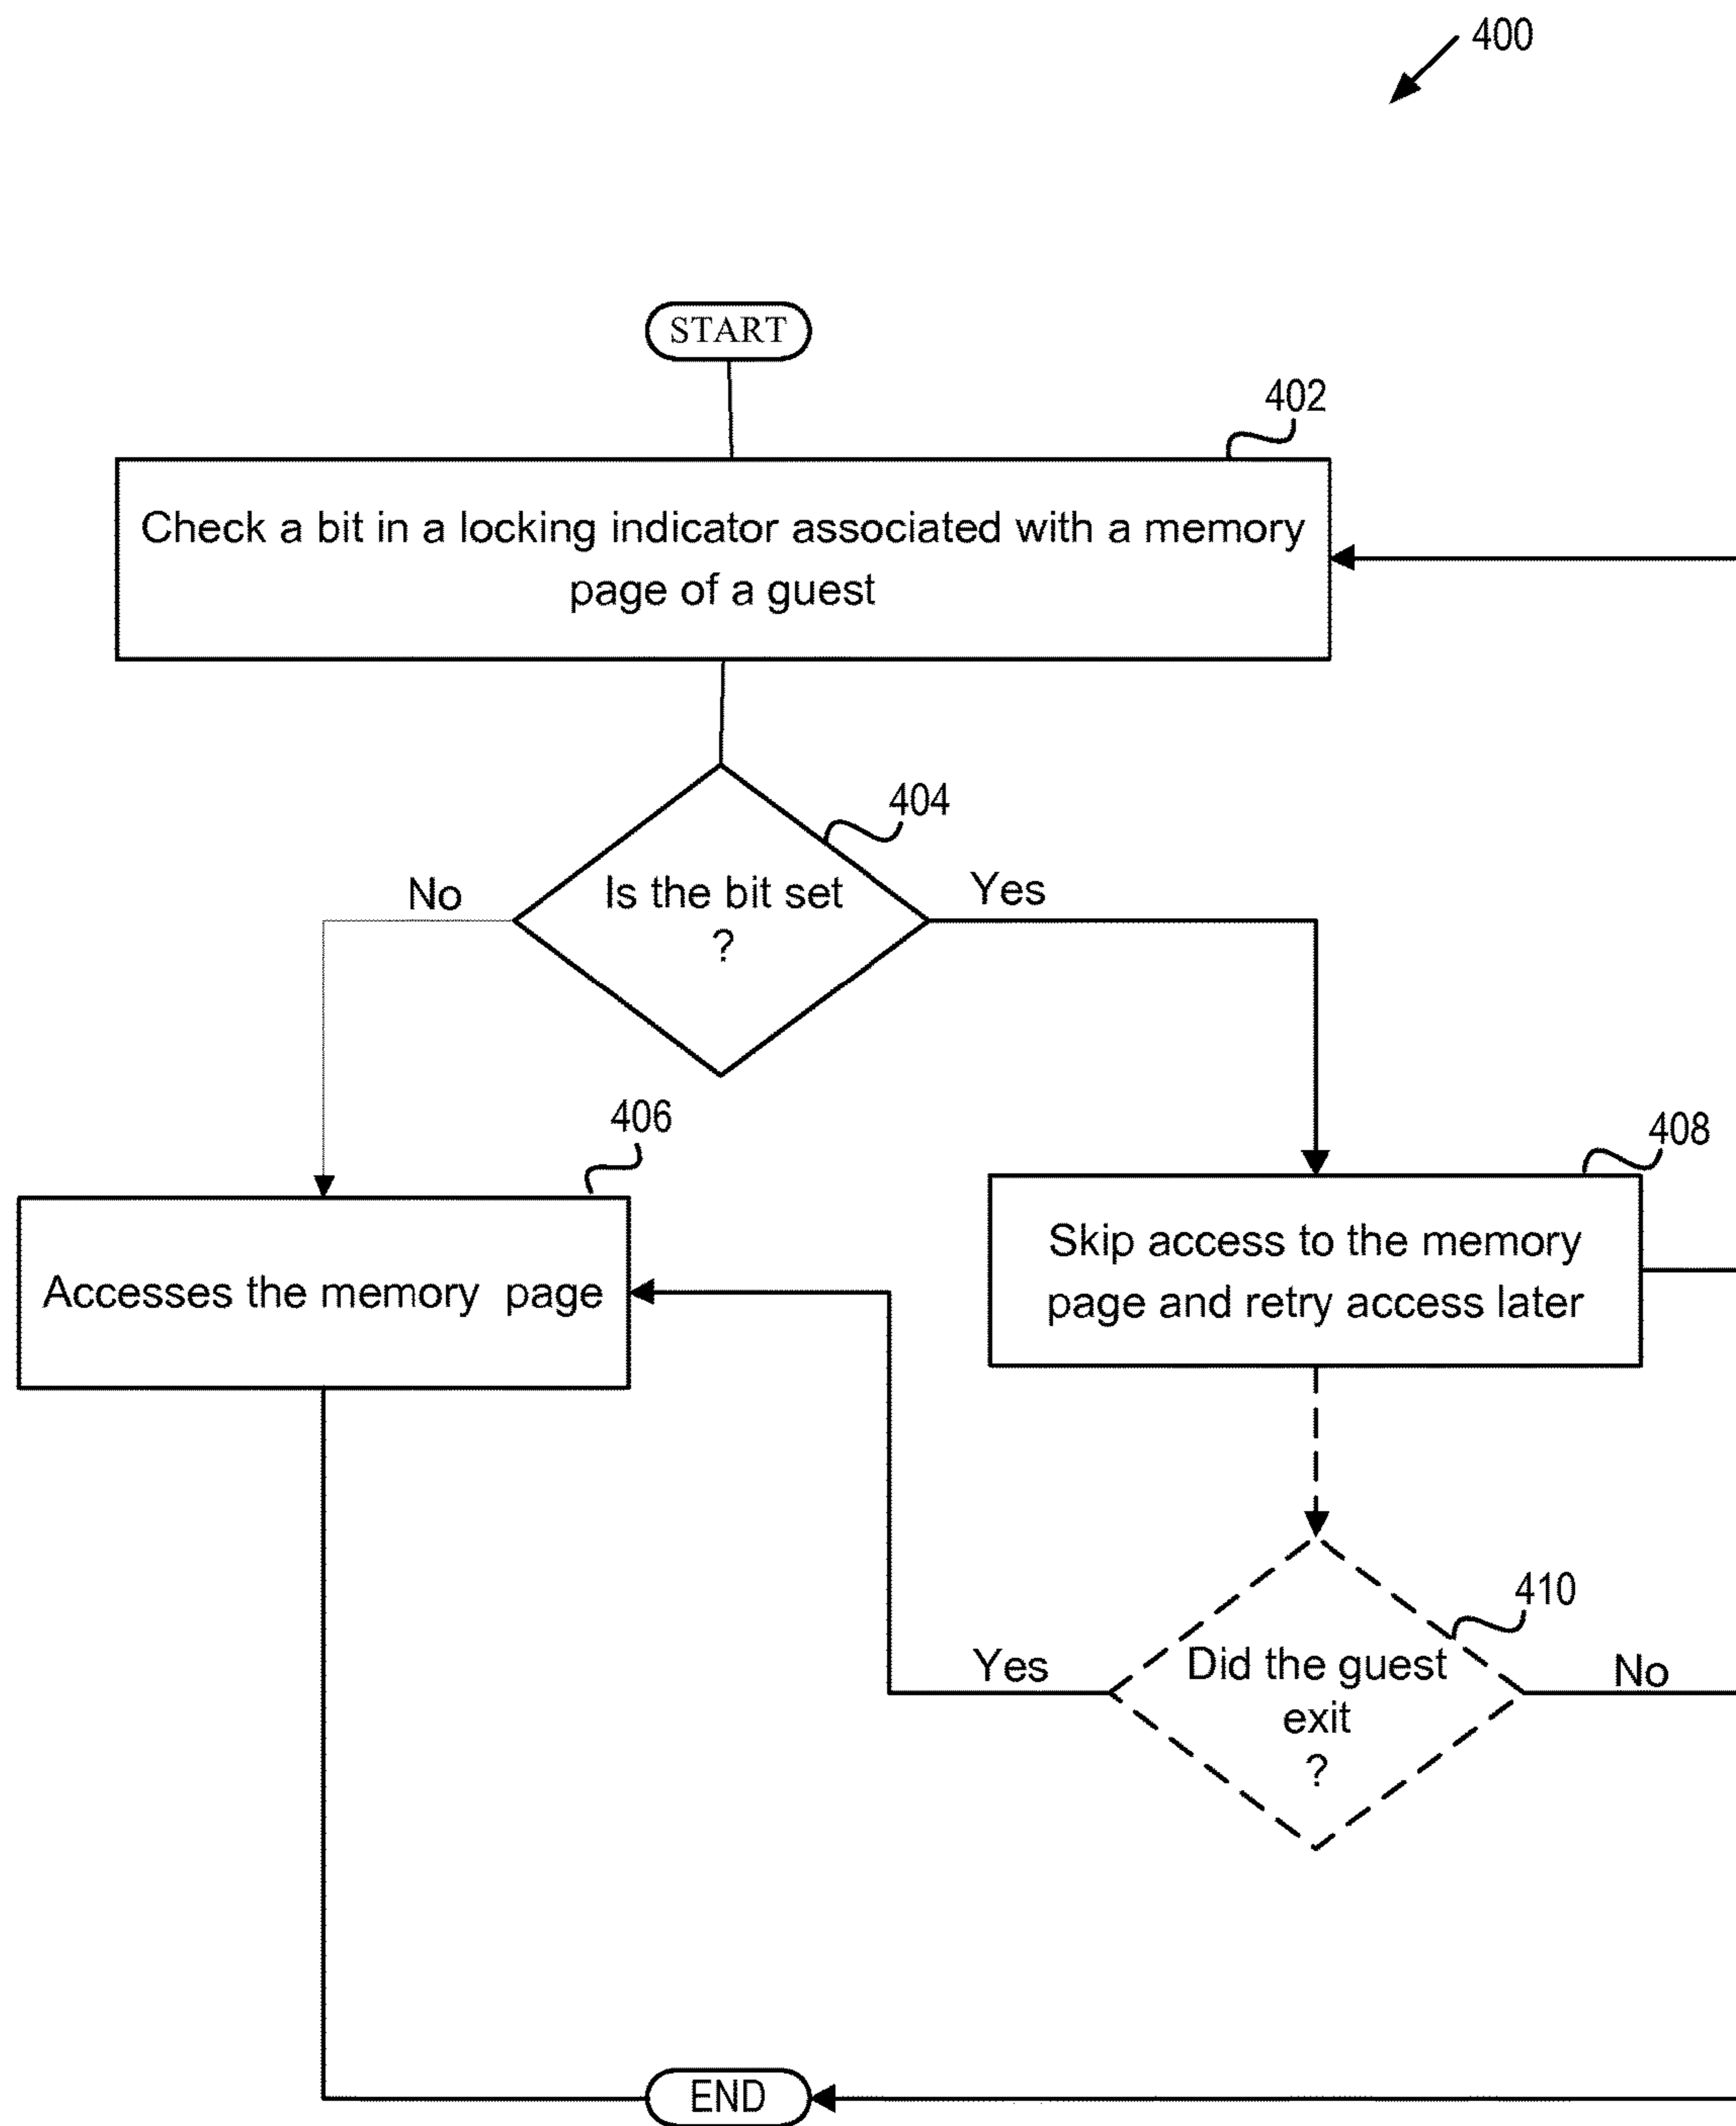 400
START
402
Check a bit in a locking indicator associated with a memory
page of a guest
404
No
Is the bit set
?
Yes
406
408
Accesses the memory page
Skip access to the memory
page and retry access later
410
Yes
Did the guest
exit
?
No
END